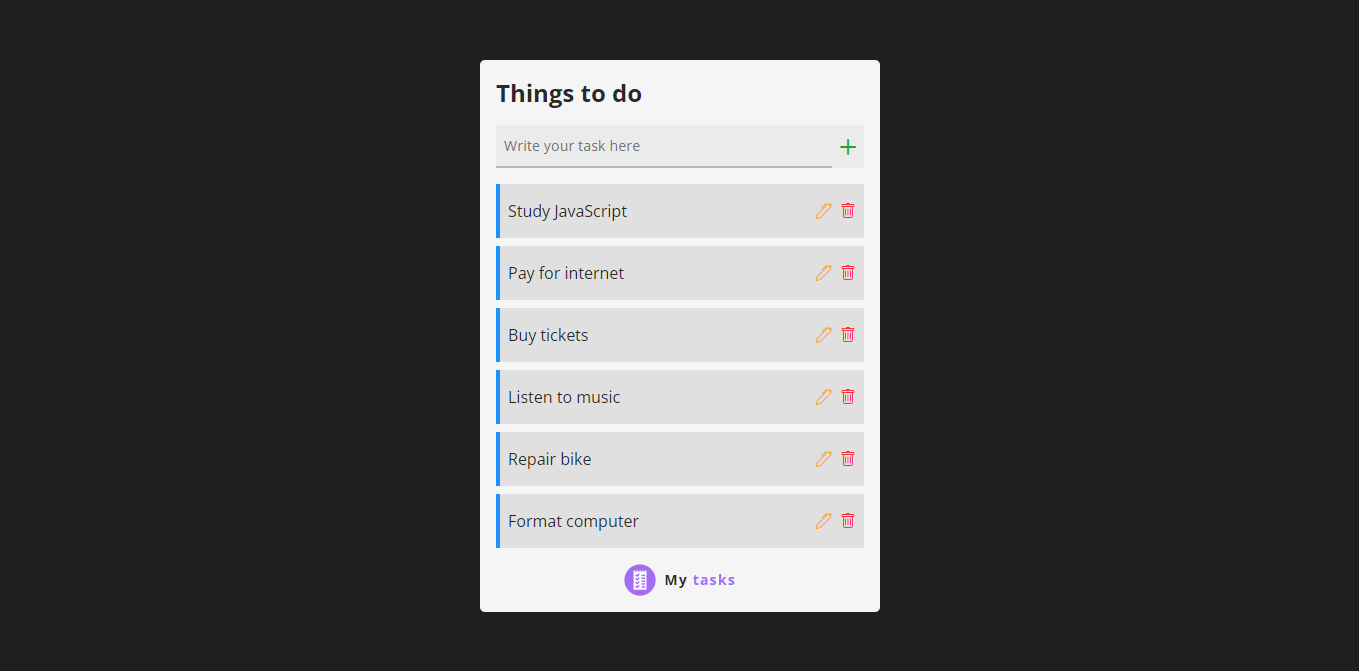 Things to do
Write your task here
Study JavaScript
Pay for internet
Buy tickets
Listen to music
Repair bike
Format computer
My tasks